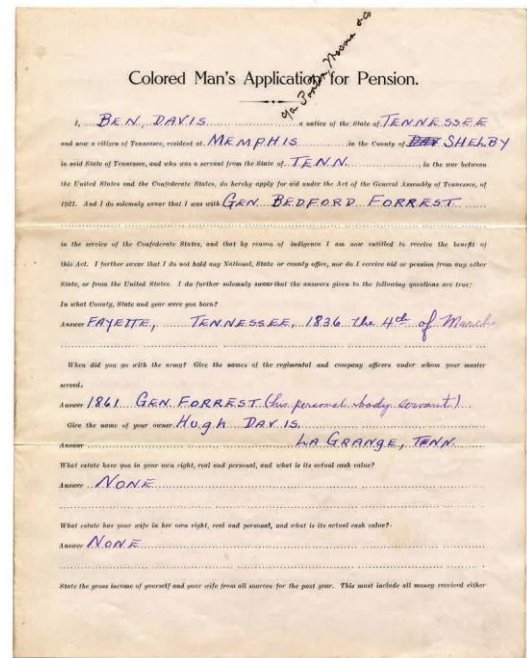 Colored Man's Application for Pension.
I, BEN, DAVIS a native of the State of TENNESSEE
and now a citizen of Tennessee, resident at MEMPHIS in the County of SHELBY
in said State of Tennessee, and who was a servant from the State of TENN. in the war between
the United States and the Confederate States, do hereby apply for aid under the Act of the General Assembly of Tennessee, of
1921. And I do solemnly swear that I was with GEN. BEDFORD FORREST
in the service of the Confederate States, and that by reason of indigence I am now entitled to receive the benefit of
this Act. I further swear that I do not hold any National, State or county office, nor do I receive aid or pension from any other
State, or from the United States. I do further solemnly swear that the answers given to the following questions are true:
In what County, State and year were you born?
Answer FAYETTE, TENNESSEE, 1836 the 4th of March
When did you go with the army? Give the names of the regimental and company officers under whom your master
served.
Answer 1861 GEN. FORREST (his personal body servant)
Give the name of your owner Hugh DAVIS
Answer LA GRANGE, TENN.
What estate have you in your own right, real and personal, and what is its actual cash value?
Answer NONE
What estate has your wife in her own right, real and personal, and what is its actual cash value?
Answer NONE
State the gross income of yourself and your wife from all sources for the past year. This must include all money received either